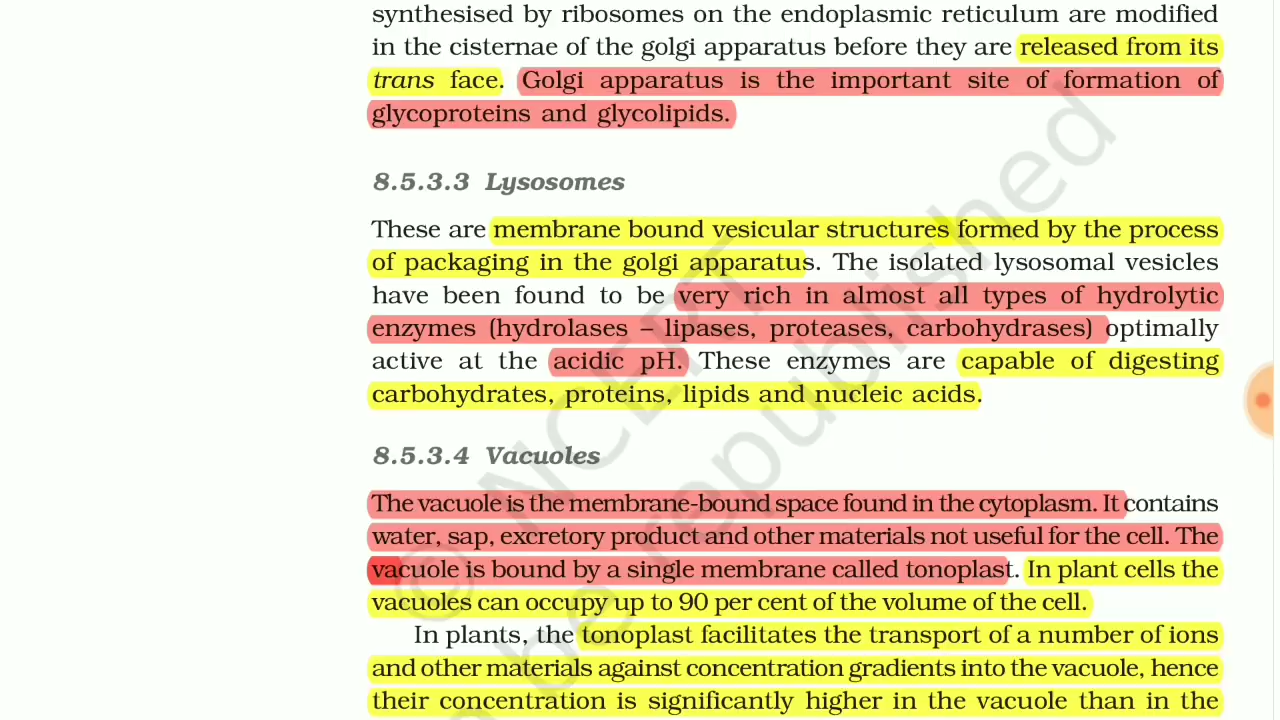 synthesised by ribosomes on the endoplasmic reticulum are modified
in the cisternae of the golgi apparatus before they are released from its
trans face. Golgi apparatus is the important site of formation of
glycoproteins and glycolipids.
8.5.3.3 Lysosomes
These are membrane bound vesicular structures formed by the process
of packaging in the golgi apparatus. The isolated lysosomal vesicles
have been found to be very rich in almost all types of hydrolytic
enzymes (hydrolases – lipases, proteases, carbohydrases) optimally
active at the acidic pH. These enzymes are capable of digesting
carbohydrates, proteins, lipids and nucleic acids.
8.5.3.4 Vacuoles
The vacuole is the membrane-bound space found in the cytoplasm. It contains
water, sap, excretory product and other materials not useful for the cell. The
vacuole is bound by a single membrane called tonoplast. In plant cells the
vacuoles can occupy up to 90 per cent of the volume of the cell.
In plants, the tonoplast facilitates the transport of a number of ions
and other materials against concentration gradients into the vacuole, hence
their concentration is significantly higher in the vacuole than in the
© NCERT
be republished